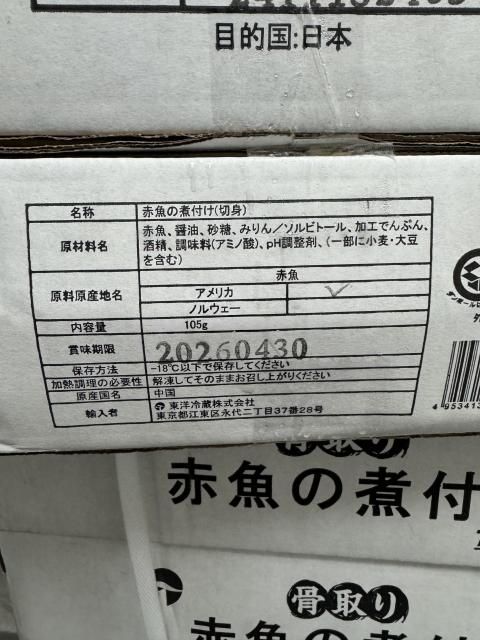 目的国:日本
名称 赤魚の煮付け(切身)
原材料名 赤魚、醤油、砂糖、みりん/ソルビトール、加工でんぷん、
酒精、調味料(アミノ酸)、pH調整剤、(一部に小麦・大豆
を含む)
原料原産地名 赤魚
アメリカ ✓
ノルウェー
内容量 105g
賞味期限 20260430
保存方法 -18℃以下で保存してください
加熱調理の必要性 解凍してそのままお召し上がりください
原産国名 中国
輸入者 東洋冷蔵株式会社
東京都江東区永代二丁目37番28号
4 953413
骨取り
赤魚の煮付
骨取り
赤魚の煮付